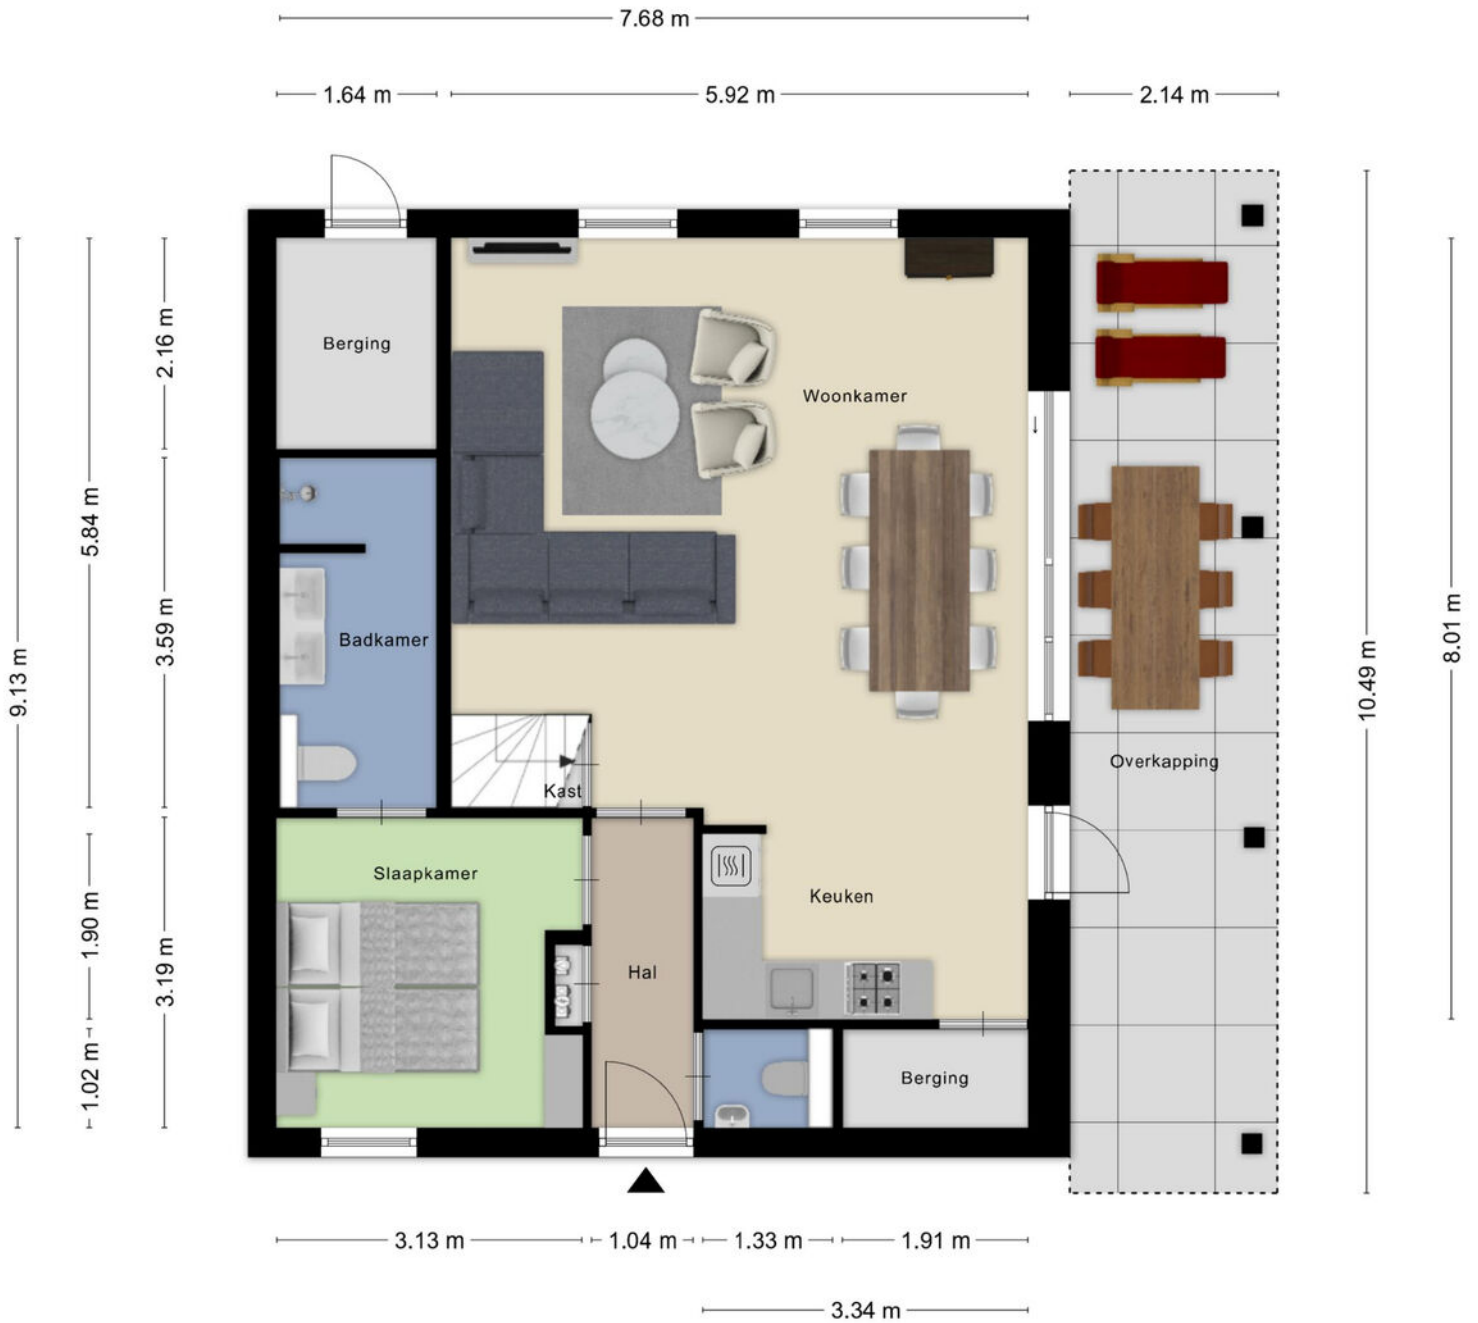 7.68 m
1.64 m
5.92 m
2.14 m
Berging
Woonkamer
2.16 m
5.84 m
3.59 m
9.13 m
Badkamer
8.01 m
10.49 m
Overkapping
Kast
Slaapkamer
Keuken
1.90 m
3.19 m
Hal
1.02 m
Berging
3.13 m
1.04 m
1.33 m
1.91 m
3.34 m